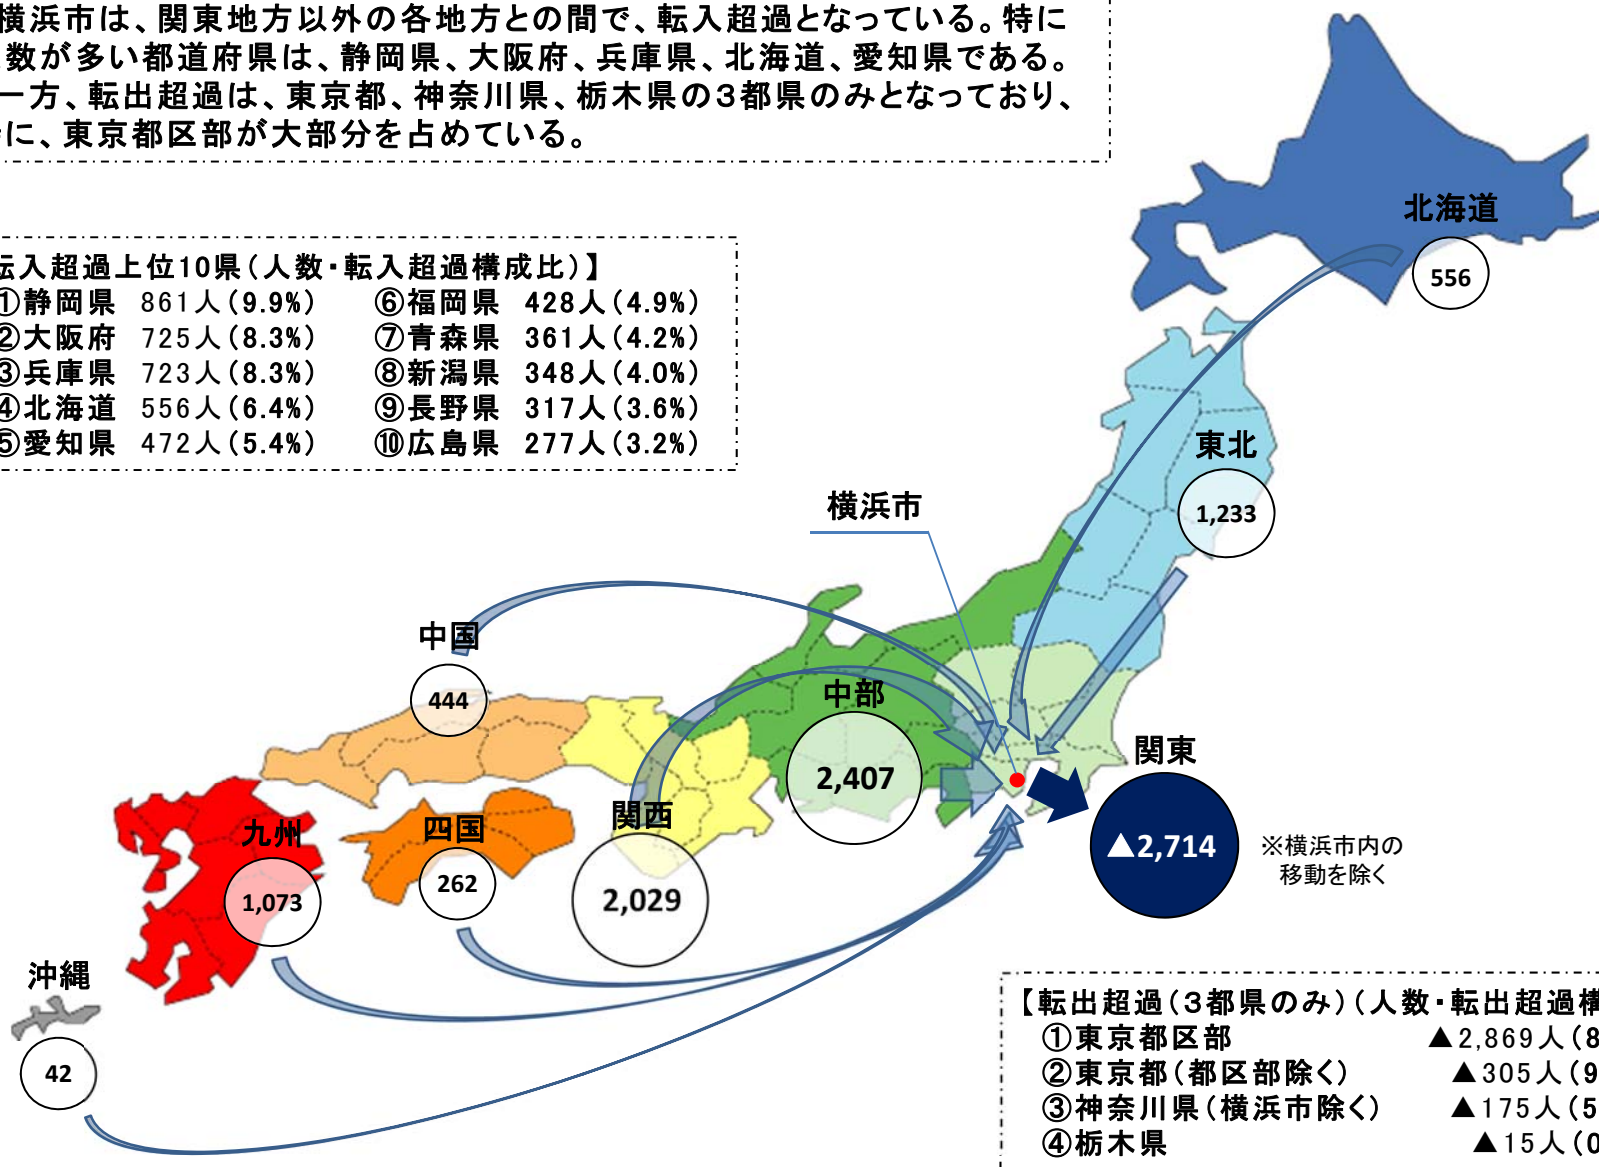 横浜市は、関東地方以外の各地方との間で、転入超過となっている。特に
数が多い都道府県は、静岡県、大阪府、兵庫県、北海道、愛知県である。
一方、転出超過は、東京都、神奈川県、栃木県の3都県のみとなっており、
に、東京都区部が大部分を占めている。
転入超過上位10県(人数・転入超過構成比)】
①静岡県 861人(9.9%) ⑥福岡県 428人(4.9%)
②大阪府 725人(8.3%) ⑦青森県 361人(4.2%)
③兵庫県 723人(8.3%) ⑧新潟県 348人(4.0%)
④北海道 556人(6.4%) ⑨長野県 317人(3.6%)
⑤愛知県 472人(5.4%) ⑩広島県 277人(3.2%)
北海道
556
東北
1,233
横浜市
中国
444
中部
2,407
関東
▲2,714
※横浜市内の
移動を除く
関西
2,029
四国
262
九州
1,073
沖縄
42
【転出超過(3都県のみ)(人数・転出超過構
①東京都区部 ▲2,869人(8
②東京都(都区部除く) ▲305人(9
③神奈川県(横浜市除く) ▲175人(5
④栃木県 ▲15人(0